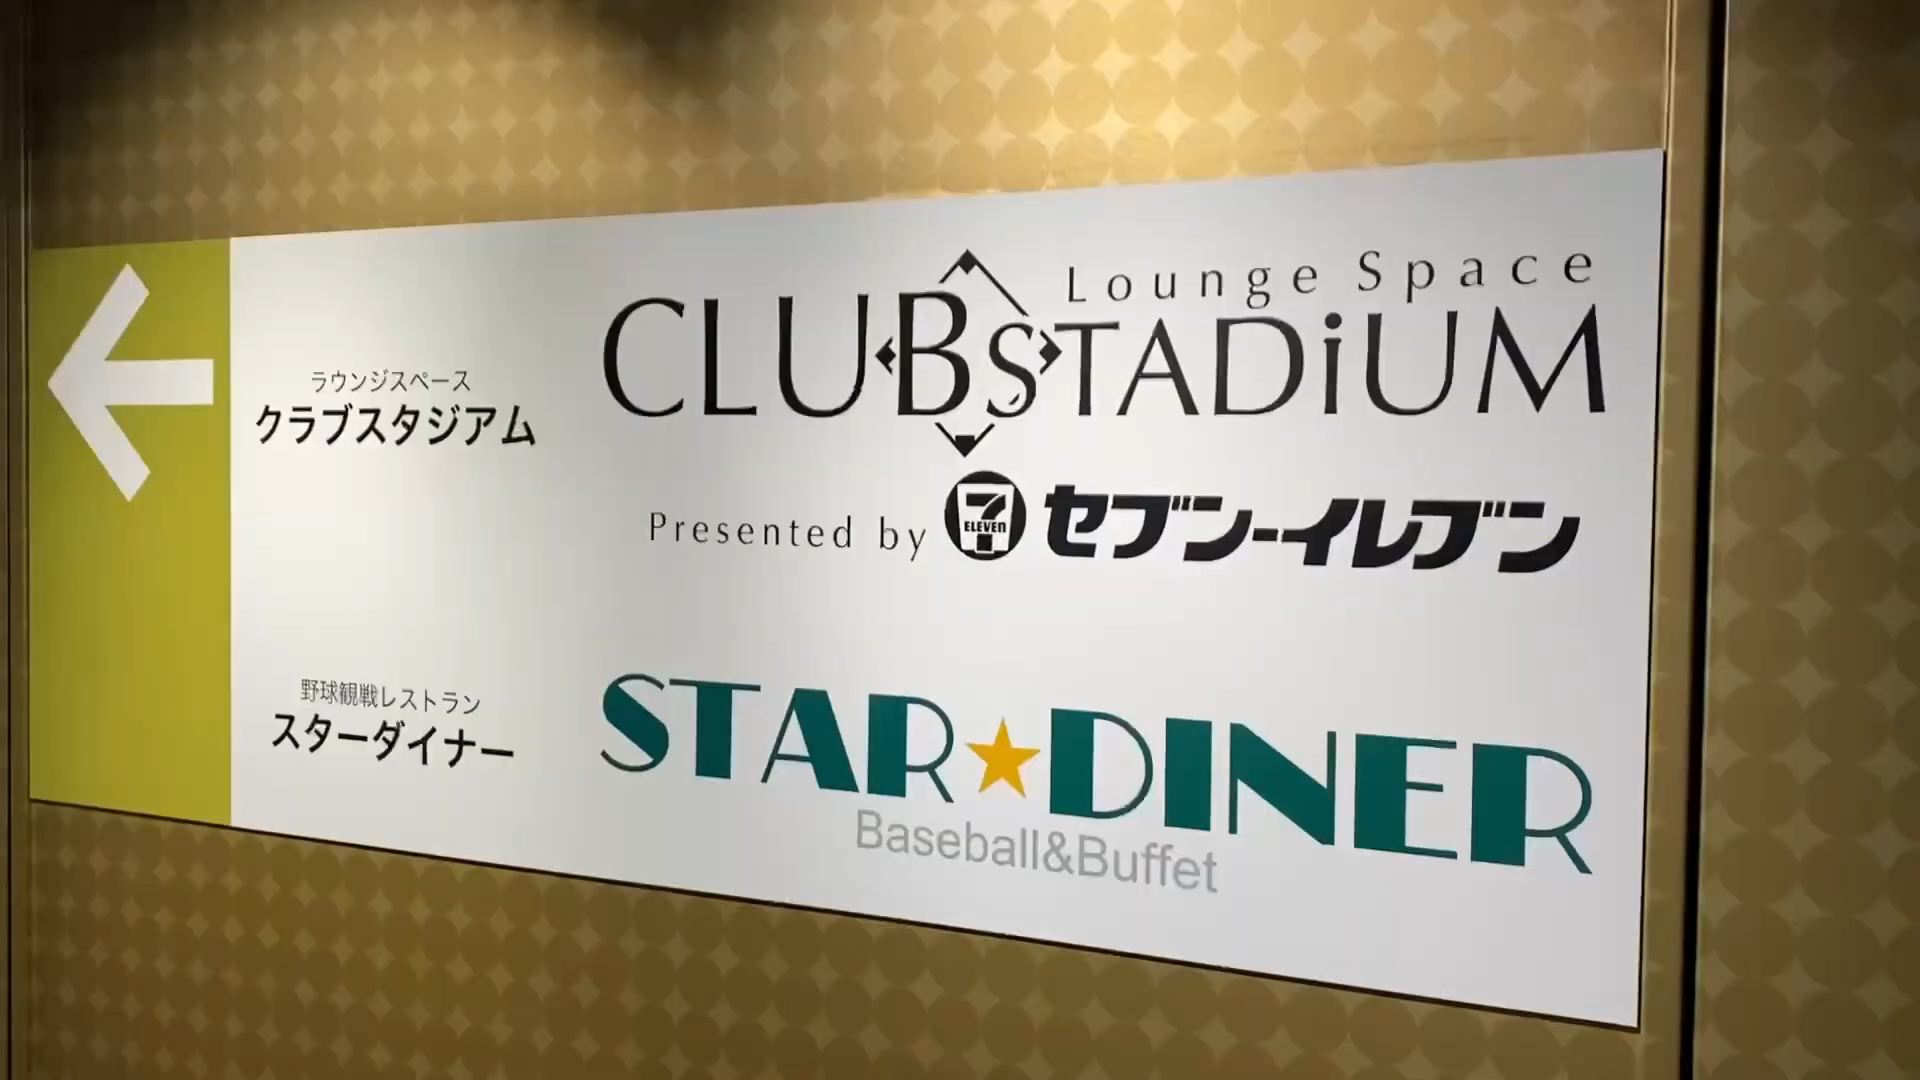 ラウンジスペース
クラブスタジアム
Lounge Space
CLUB STADiUM
Presented by 7 ELEVEN セブン-イレブン
野球観戦レストラン
スターダイナー
STAR★DINER
Baseball&Buffet